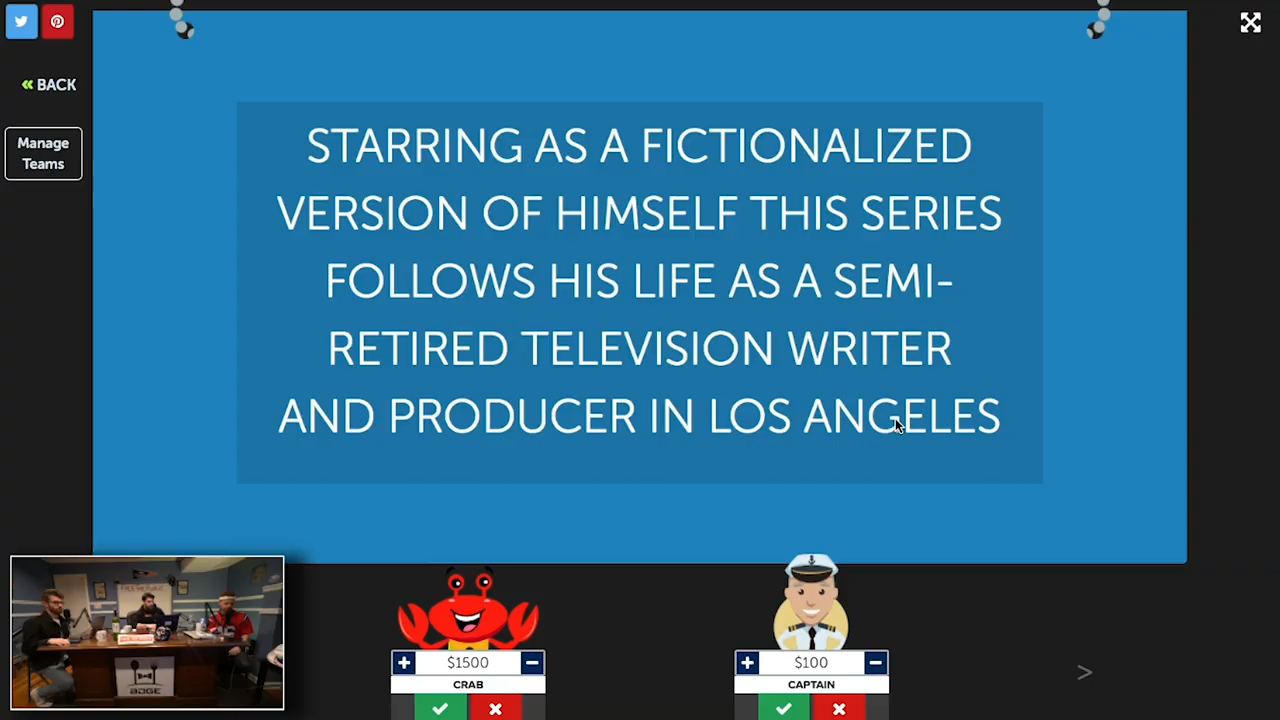 « BACK
Manage
Teams
STARRING AS A FICTIONALIZED
VERSION OF HIMSELF THIS SERIES
FOLLOWS HIS LIFE AS A SEMI-
RETIRED TELEVISION WRITER
AND PRODUCER IN LOS ANGELES
+ $1500 −
CRAB
+ $100 −
CAPTAIN
>